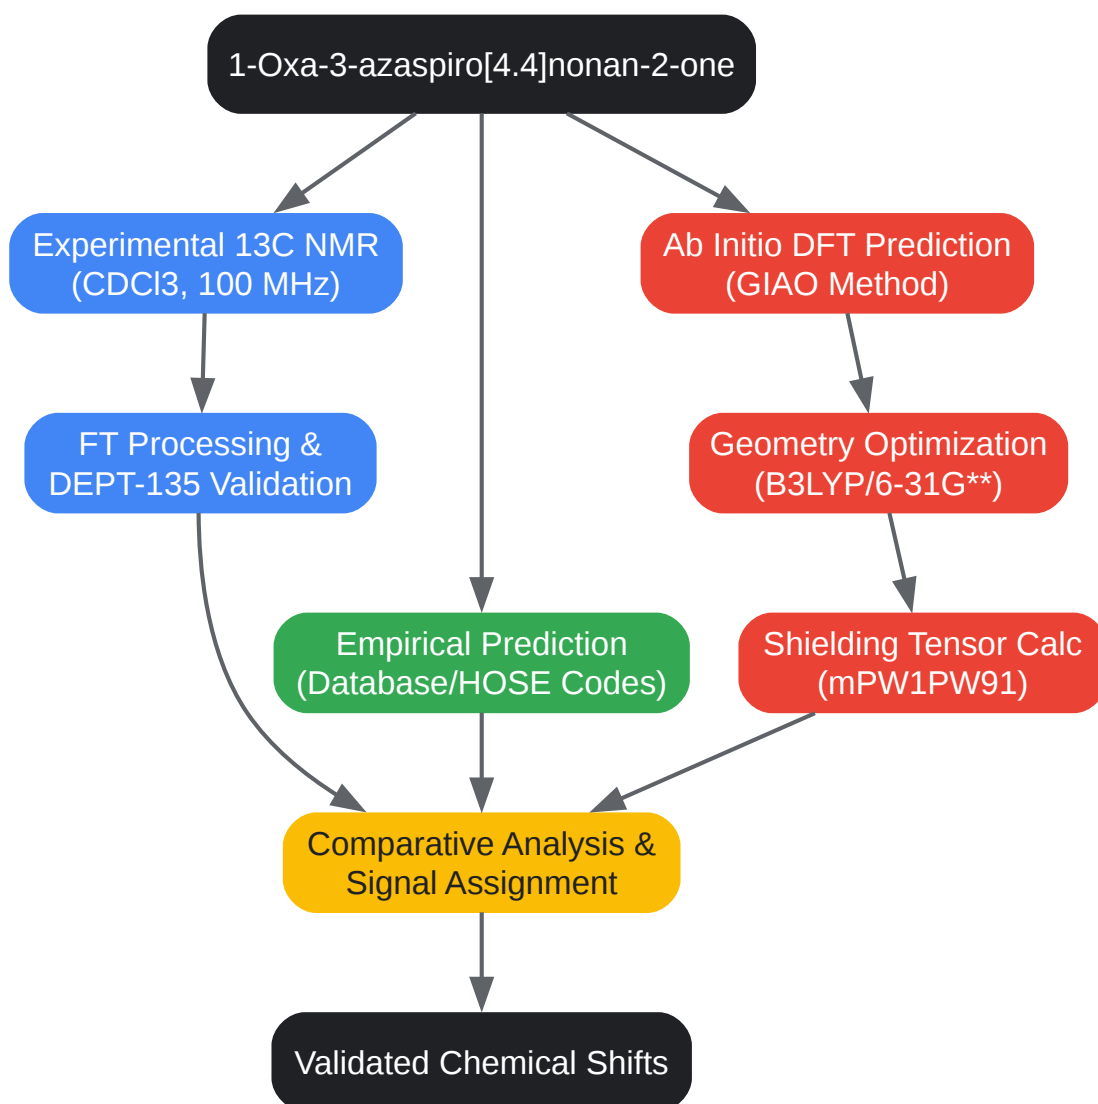 1-Oxa-3-azaspiro[4.4]nonan-2-one
Experimental 13C NMR
(CDCl3, 100 MHz)
Ab Initio DFT Prediction
(GIAO Method)
FT Processing &
DEPT-135 Validation
Geometry Optimization
(B3LYP/6-31G**)
Empirical Prediction
(Database/HOSE Codes)
Shielding Tensor Calc
(mPW1PW91)
Comparative Analysis &
Signal Assignment
Validated Chemical Shifts